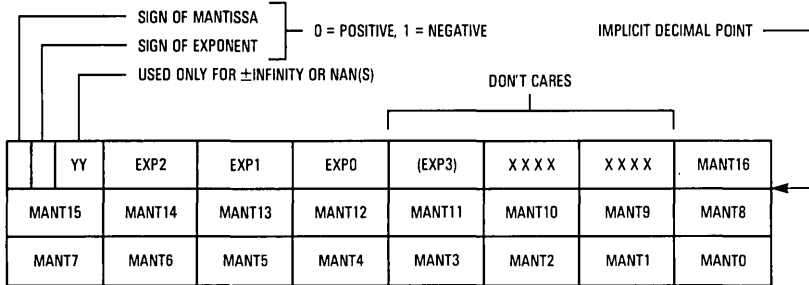 SIGN OF MANTISSA
0 = POSITIVE, 1 = NEGATIVE
IMPLICIT DECIMAL POINT
SIGN OF EXPONENT
USED ONLY FOR ±INFINITY OR NAN(S)
DON'T CARES
YY EXP2 EXP1 EXP0 (EXP3) X X X X X X X X MANT16
MANT15 MANT14 MANT13 MANT12 MANT11 MANT10 MANT9 MANT8
MANT7 MANT6 MANT5 MANT4 MANT3 MANT2 MANT1 MANT0